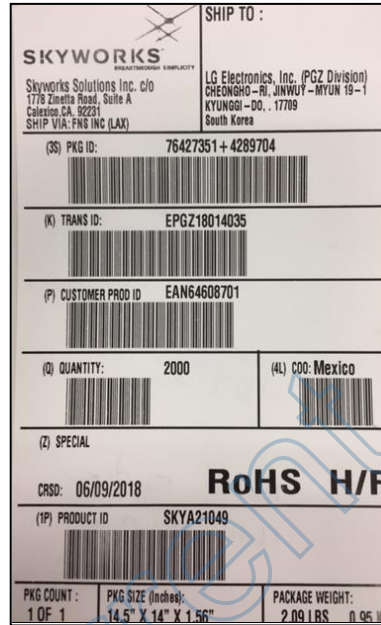 SKYWORKS
BREAKTHROUGH SIMPLICITY
Skyworks Solutions Inc. c/o
1778 Zinetta Road, Suite A
Calexico,CA. 92231
SHIP VIA: FNS INC (LAX)
SHIP TO :
LG Electronics, Inc. (PGZ Division)
CHEONGHO-RI, JINWUY-MYUN 19-1
KYUNGGI-DO, . 17709
South Korea
(3S) PKG ID: 76427351+4289704
(K) TRANS ID: EPGZ18014035
(P) CUSTOMER PROD ID EAN64608701
(Q) QUANTITY: 2000
(4L) COO: Mexico
(Z) SPECIAL
CRSD: 06/09/2018
RoHS H/F
(1P) PRODUCT ID SKYA21049
PKG COUNT :
1 OF 1
PKG SIZE (Inches):
14.5" X 14" X 1.56"
PACKAGE WEIGHT:
2.09 LBS 0.95